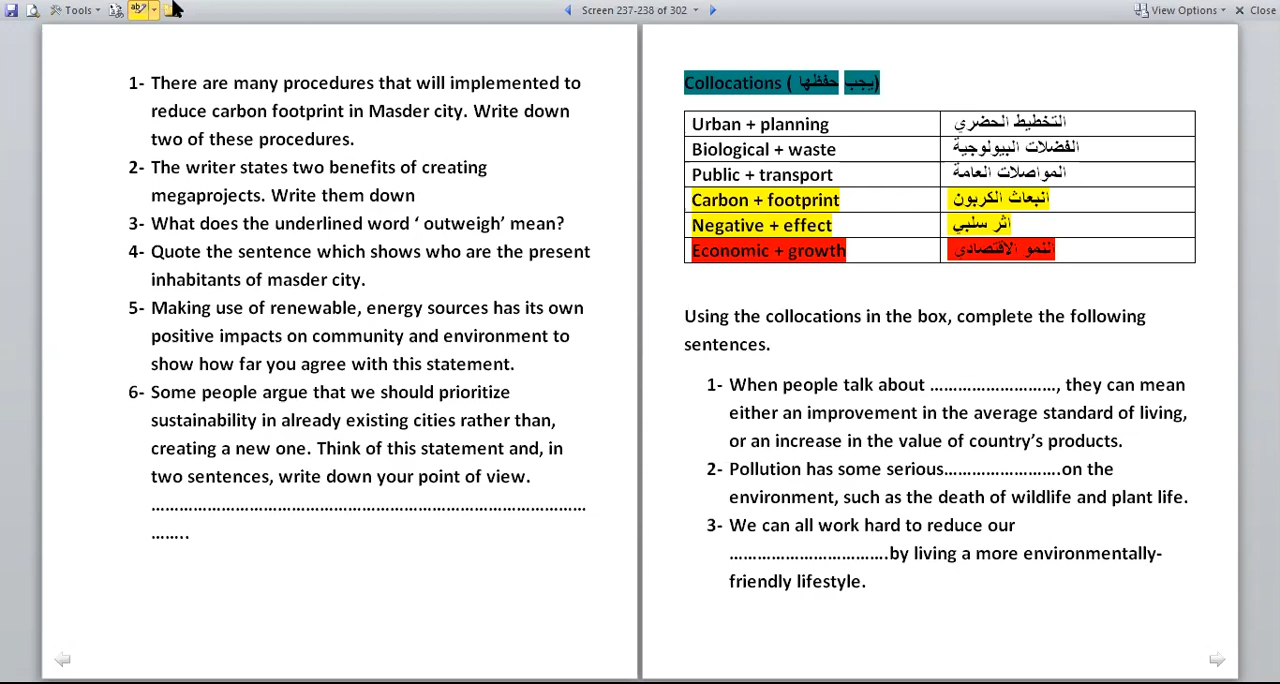 Tools
Screen 237-238 of 302
View Options
Close
1- There are many procedures that will implemented to
reduce carbon footprint in Masder city. Write down
two of these procedures.
2- The writer states two benefits of creating
megaprojects. Write them down
3- What does the underlined word ‘ outweigh’ mean?
4- Quote the sentence which shows who are the present
inhabitants of masder city.
5- Making use of renewable, energy sources has its own
positive impacts on community and environment to
show how far you agree with this statement.
6- Some people argue that we should prioritize
sustainability in already existing cities rather than,
creating a new one. Think of this statement and, in
two sentences, write down your point of view.
……………………………………………………………………………
……..
Collocations ( يجب حفظها)
Urban + planning التخطيط الحضري
Biological + waste الفضلات البيولوجية
Public + transport المواصلات العامة
Carbon + footprint انبعاث الكربون
Negative + effect اثر سلبي
Economic + growth النمو الاقتصادي
Using the collocations in the box, complete the following
sentences.
1- When people talk about ………………………, they can mean
either an improvement in the average standard of living,
or an increase in the value of country’s products.
2- Pollution has some serious…………………….on the
environment, such as the death of wildlife and plant life.
3- We can all work hard to reduce our
…………………………….by living a more environmentally-
friendly lifestyle.